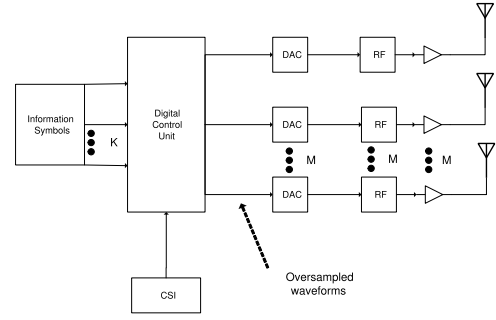 Information
Symbols
K
Digital
Control
Unit
CSI
DAC
RF
DAC
RF
M
M
M
DAC
RF
Oversampled
waveforms